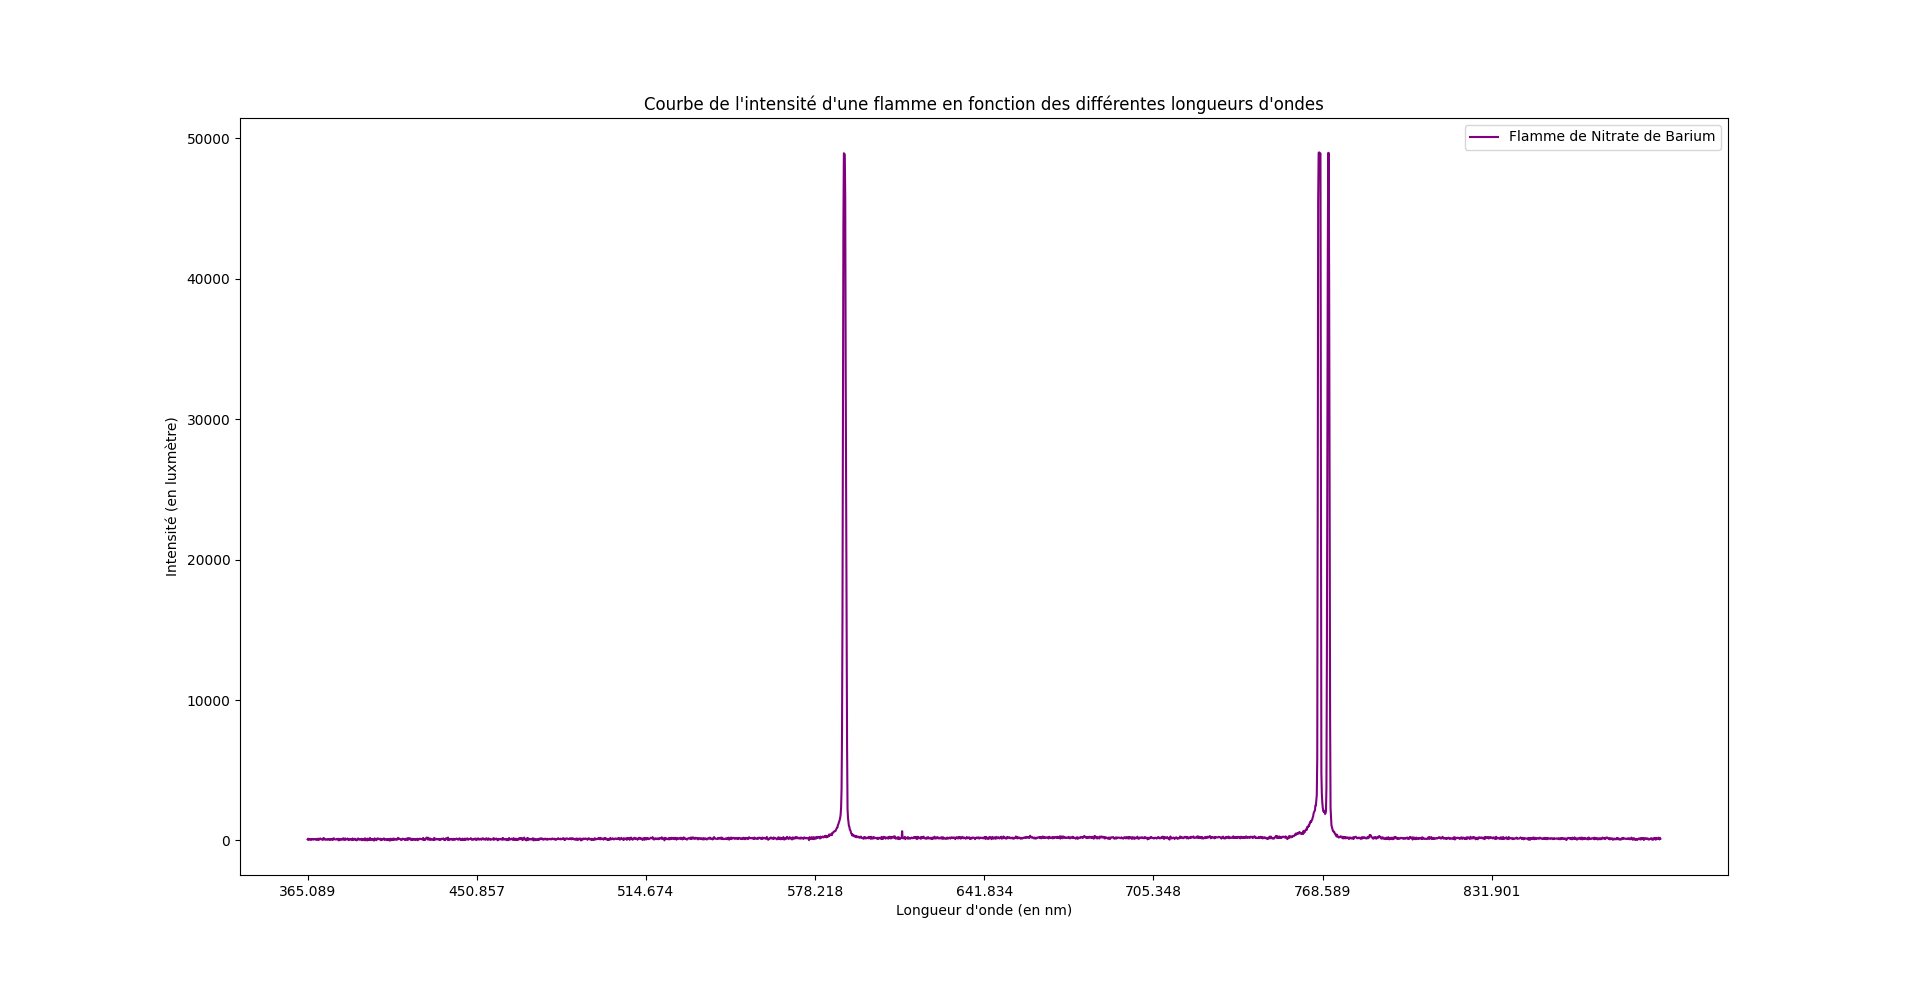 Courbe de l'intensité d'une flamme en fonction des différentes longueurs d'ondes
Flamme de Nitrate de Barium
Intensité (en luxmètre)
50000
40000
30000
20000
10000
0
365.089 450.857 514.674 578.218 641.834 705.348 768.589 831.901
Longueur d'onde (en nm)